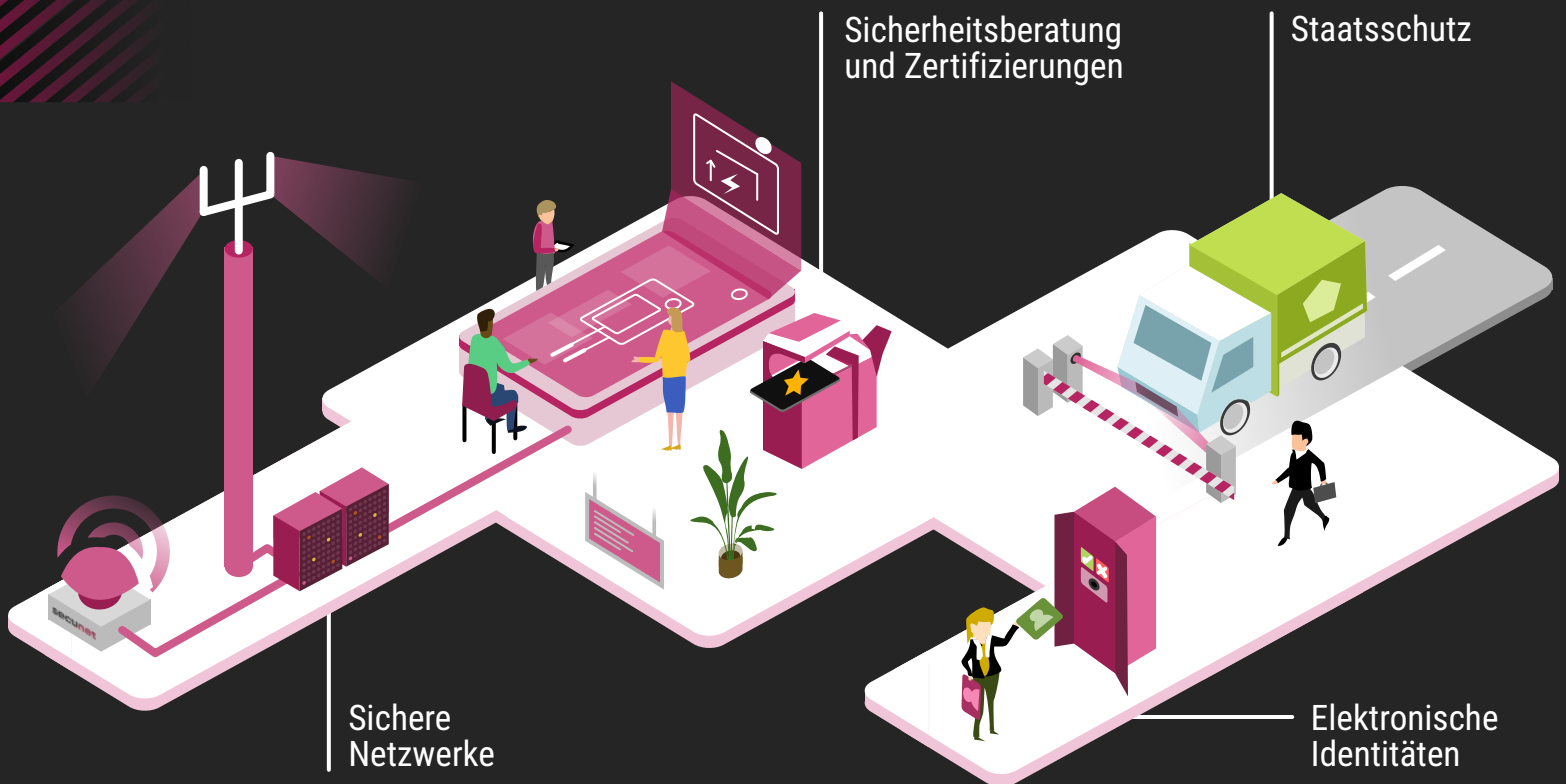 Sicherheitsberatung
und Zertifizierungen
Staatsschutz
secunet
Sichere
Netzwerke
Elektronische
Identitäten